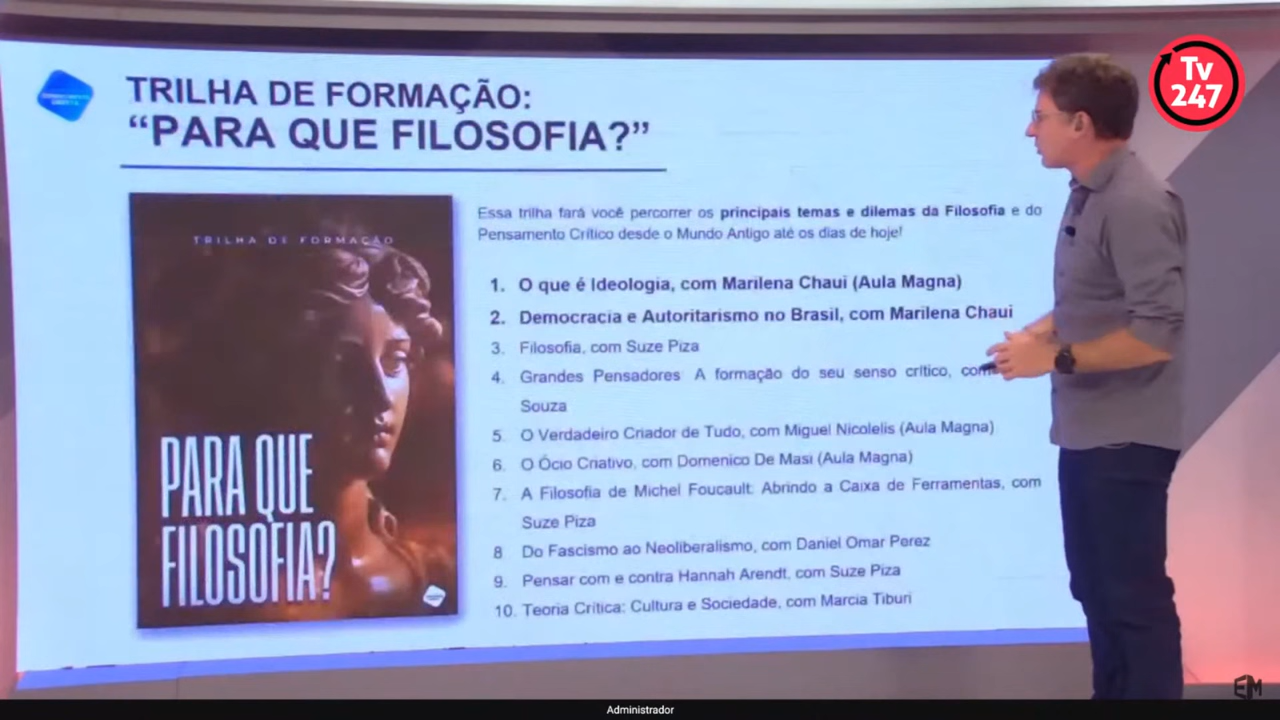 Tv
247
TRILHA DE FORMAÇÃO:
“PARA QUE FILOSOFIA?”
TRILHA DE FORMAÇÃO
PARA QUE
FILOSOFIA?
Essa trilha fará você percorrer os principais temas e dilemas da Filosofia e do
Pensamento Crítico desde o Mundo Antigo até os dias de hoje!
1. O que é Ideologia, com Marilena Chaui (Aula Magna)
2. Democracia e Autoritarismo no Brasil, com Marilena Chaui
3. Filosofia, com Suze Piza
4. Grandes Pensadores A formação do seu senso crítico, com
Souza
5. O Verdadeiro Criador de Tudo, com Miguel Nicolelis (Aula Magna)
6. O Ócio Criativo, com Domenico De Masi (Aula Magna)
7. A Filosofia de Michel Foucault: Abrindo a Caixa de Ferramentas, com
Suze Piza
8 Do Fascismo ao Neoliberalismo, com Daniel Omar Perez
9. Pensar com e contra Hannah Arendt, com Suze Piza
10. Teoria Crítica: Cultura e Sociedade, com Marcia Tiburi
EM
Administrador